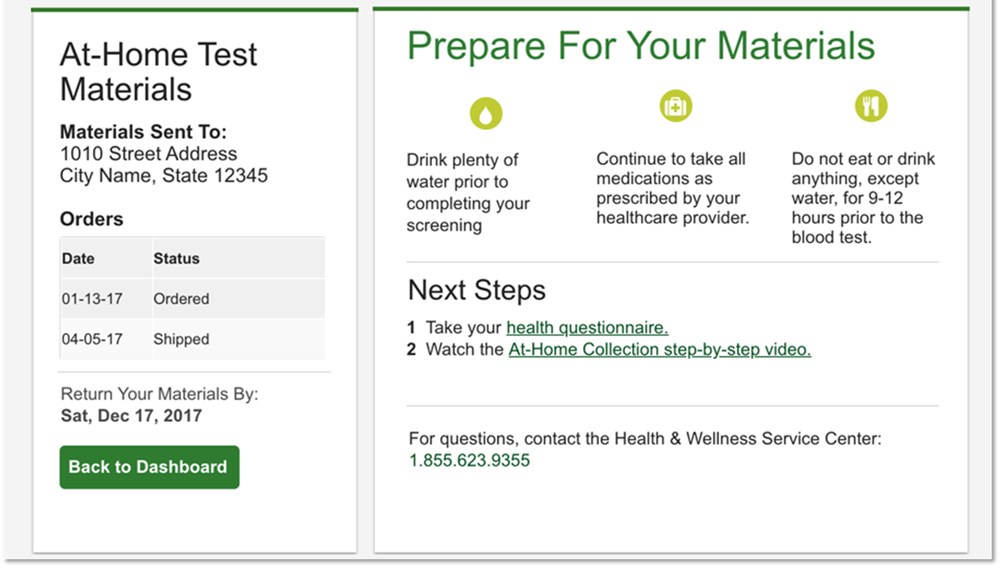 At-Home Test
Materials
Materials Sent To:
1010 Street Address
City Name, State 12345
Orders
Date Status
01-13-17 Ordered
04-05-17 Shipped
Return Your Materials By:
Sat, Dec 17, 2017
Back to Dashboard
Prepare For Your Materials
Drink plenty of
water prior to
completing your
screening
Continue to take all
medications as
prescribed by your
healthcare provider.
Do not eat or drink
anything, except
water, for 9-12
hours prior to the
blood test.
Next Steps
1 Take your health questionnaire.
2 Watch the At-Home Collection step-by-step video.
For questions, contact the Health & Wellness Service Center:
1.855.623.9355